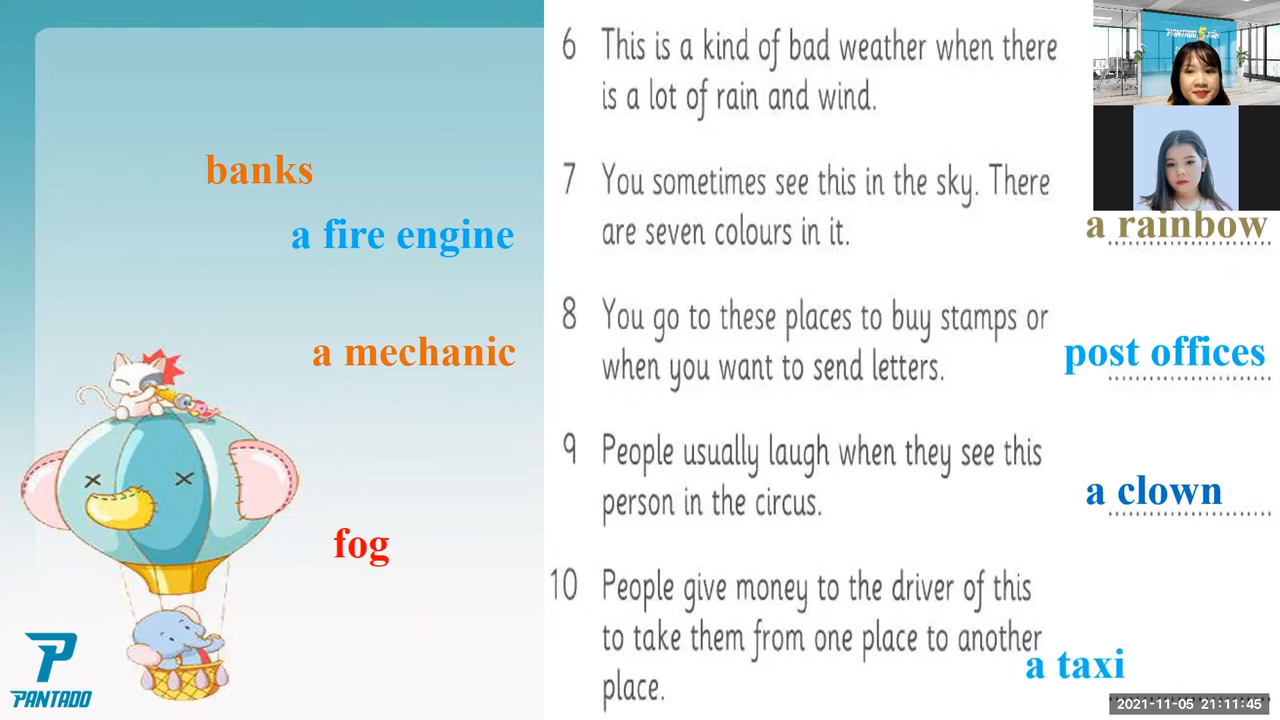 banks
a fire engine
a mechanic
fog
PANTADO
6 This is a kind of bad weather when there
is a lot of rain and wind.
7 You sometimes see this in the sky. There
are seven colours in it.
a rainbow
8 You go to these places to buy stamps or
when you want to send letters.
post offices
9 People usually laugh when they see this
person in the circus.
a clown
10 People give money to the driver of this
to take them from one place to another
place.
a taxi
2021-11-05 21:11:45